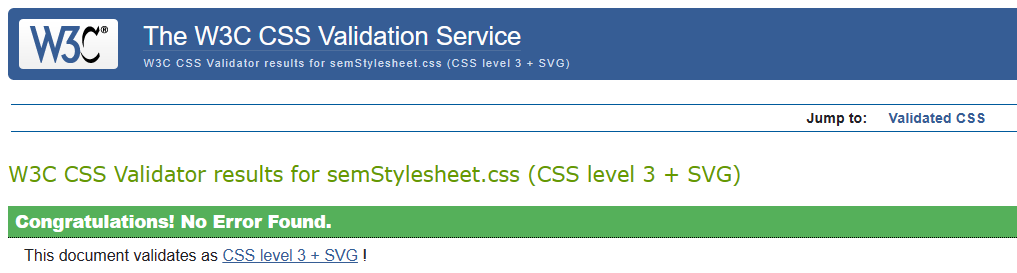 W3C® The W3C CSS Validation Service
W3C CSS Validator results for semStylesheet.css (CSS level 3 + SVG)
Jump to: Validated CSS
W3C CSS Validator results for semStylesheet.css (CSS level 3 + SVG)
Congratulations! No Error Found.
This document validates as CSS level 3 + SVG !